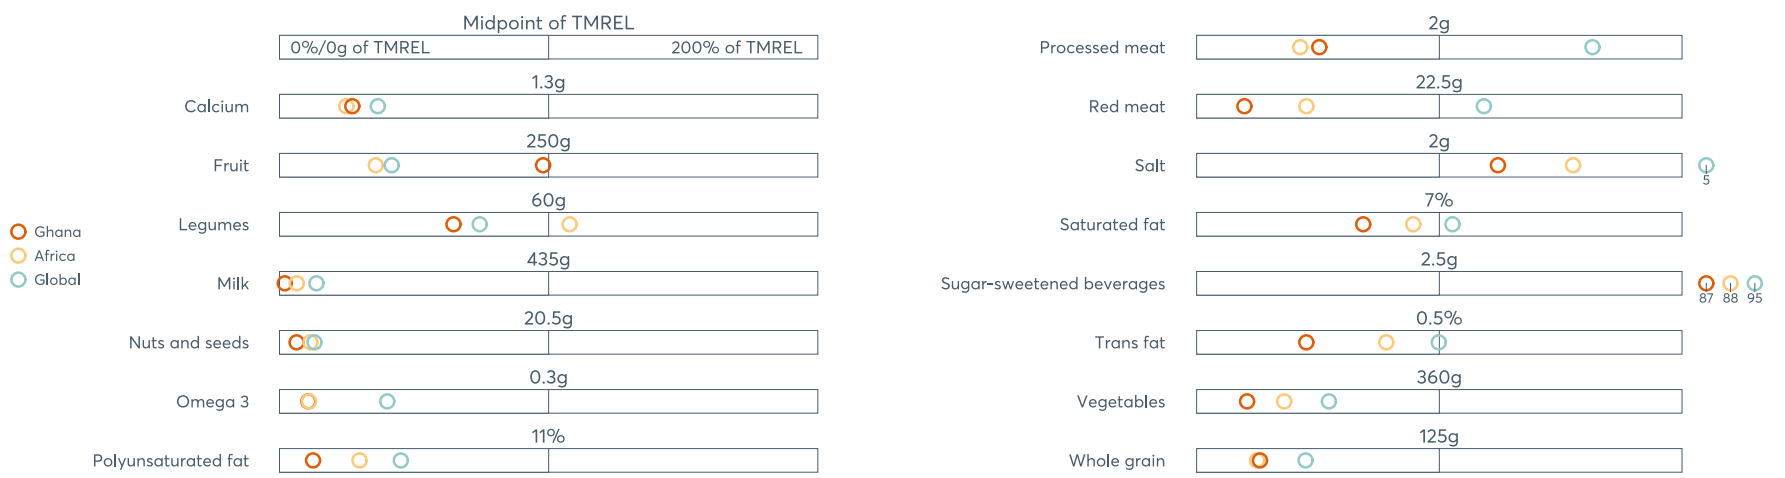 Midpoint of TMREL
0%/0g of TMREL
200% of TMREL
1.3g
Calcium
250g
Fruit
60g
Legumes
435g
Milk
20.5g
Nuts and seeds
0.3g
Omega 3
11%
Polyunsaturated fat
Ghana
Africa
Global
2g
Processed meat
22.5g
Red meat
2g
Salt
5
7%
Saturated fat
2.5g
Sugar-sweetened beverages
87 88 95
0.5%
Trans fat
360g
Vegetables
125g
Whole grain